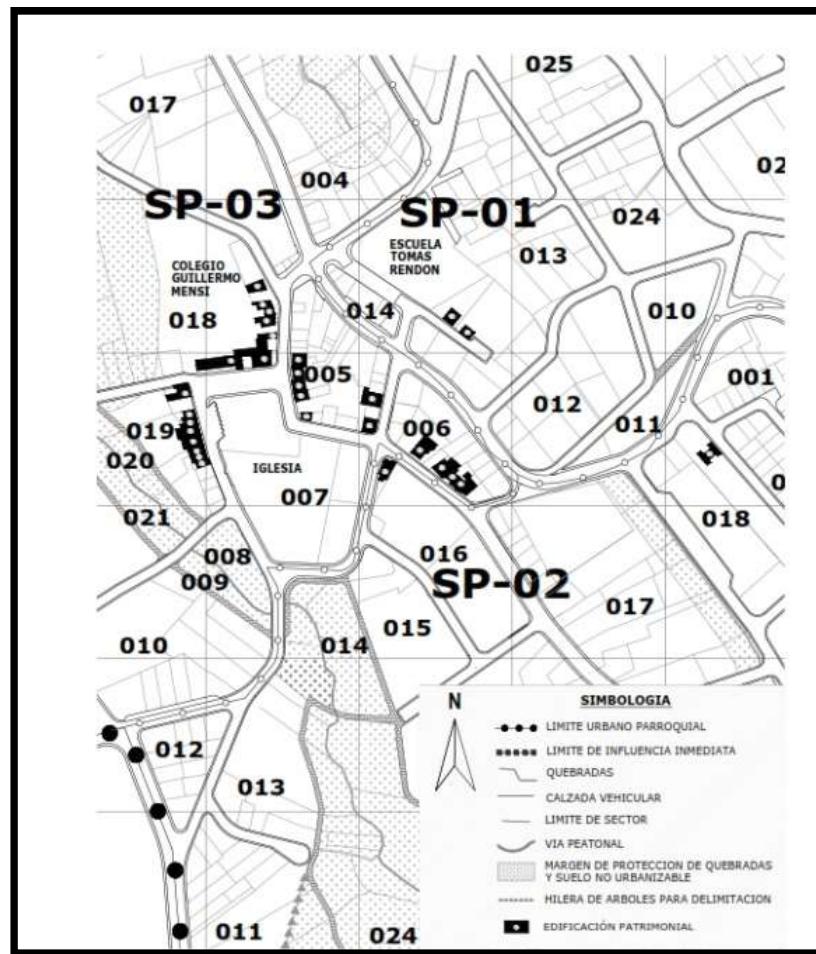 025
017
004
02
SP-03
SP-01
024
ESCUELA
TOMAS
RENDON
013
COLEGIO
GUILLERMO
MENSI
018
014
010
005
001
012
019
006
011
020
IGLESIA
007
0
021
018
008
016
009
SP-02
017
010
014
015
012
013
011
024
N
SIMBOLOGIA
LIMITE URBANO PARROQUIAL
LIMITE DE INFLUENCIA INMEDIATA
QUEBRADAS
CALZADA VEHICULAR
LIMITE DE SECTOR
VIA PEATONAL
MARGEN DE PROTECCION DE QUEBRADAS
Y SUELO NO URBANIZABLE
HILERA DE ARBOLES PARA DELIMITACION
EDIFICACIÓN PATRIMONIAL